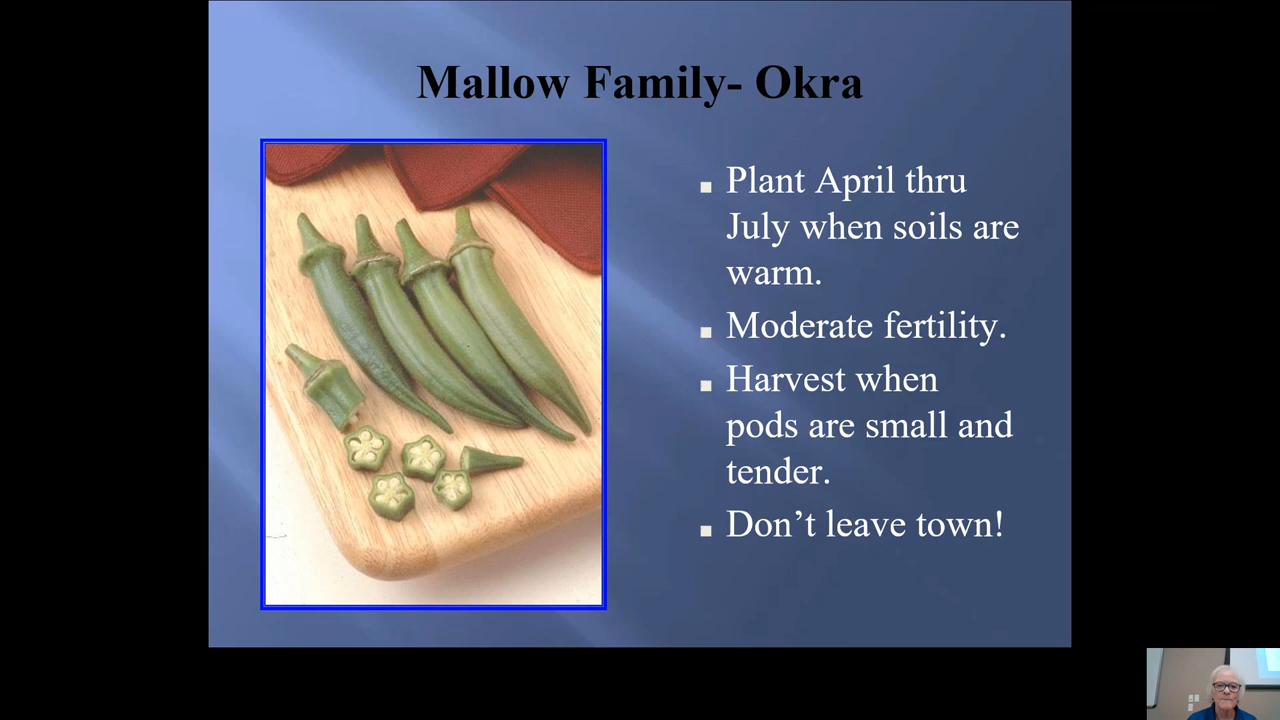 Mallow Family- Okra
Plant April thru
July when soils are
warm.
Moderate fertility.
Harvest when
pods are small and
tender.
Don’t leave town!